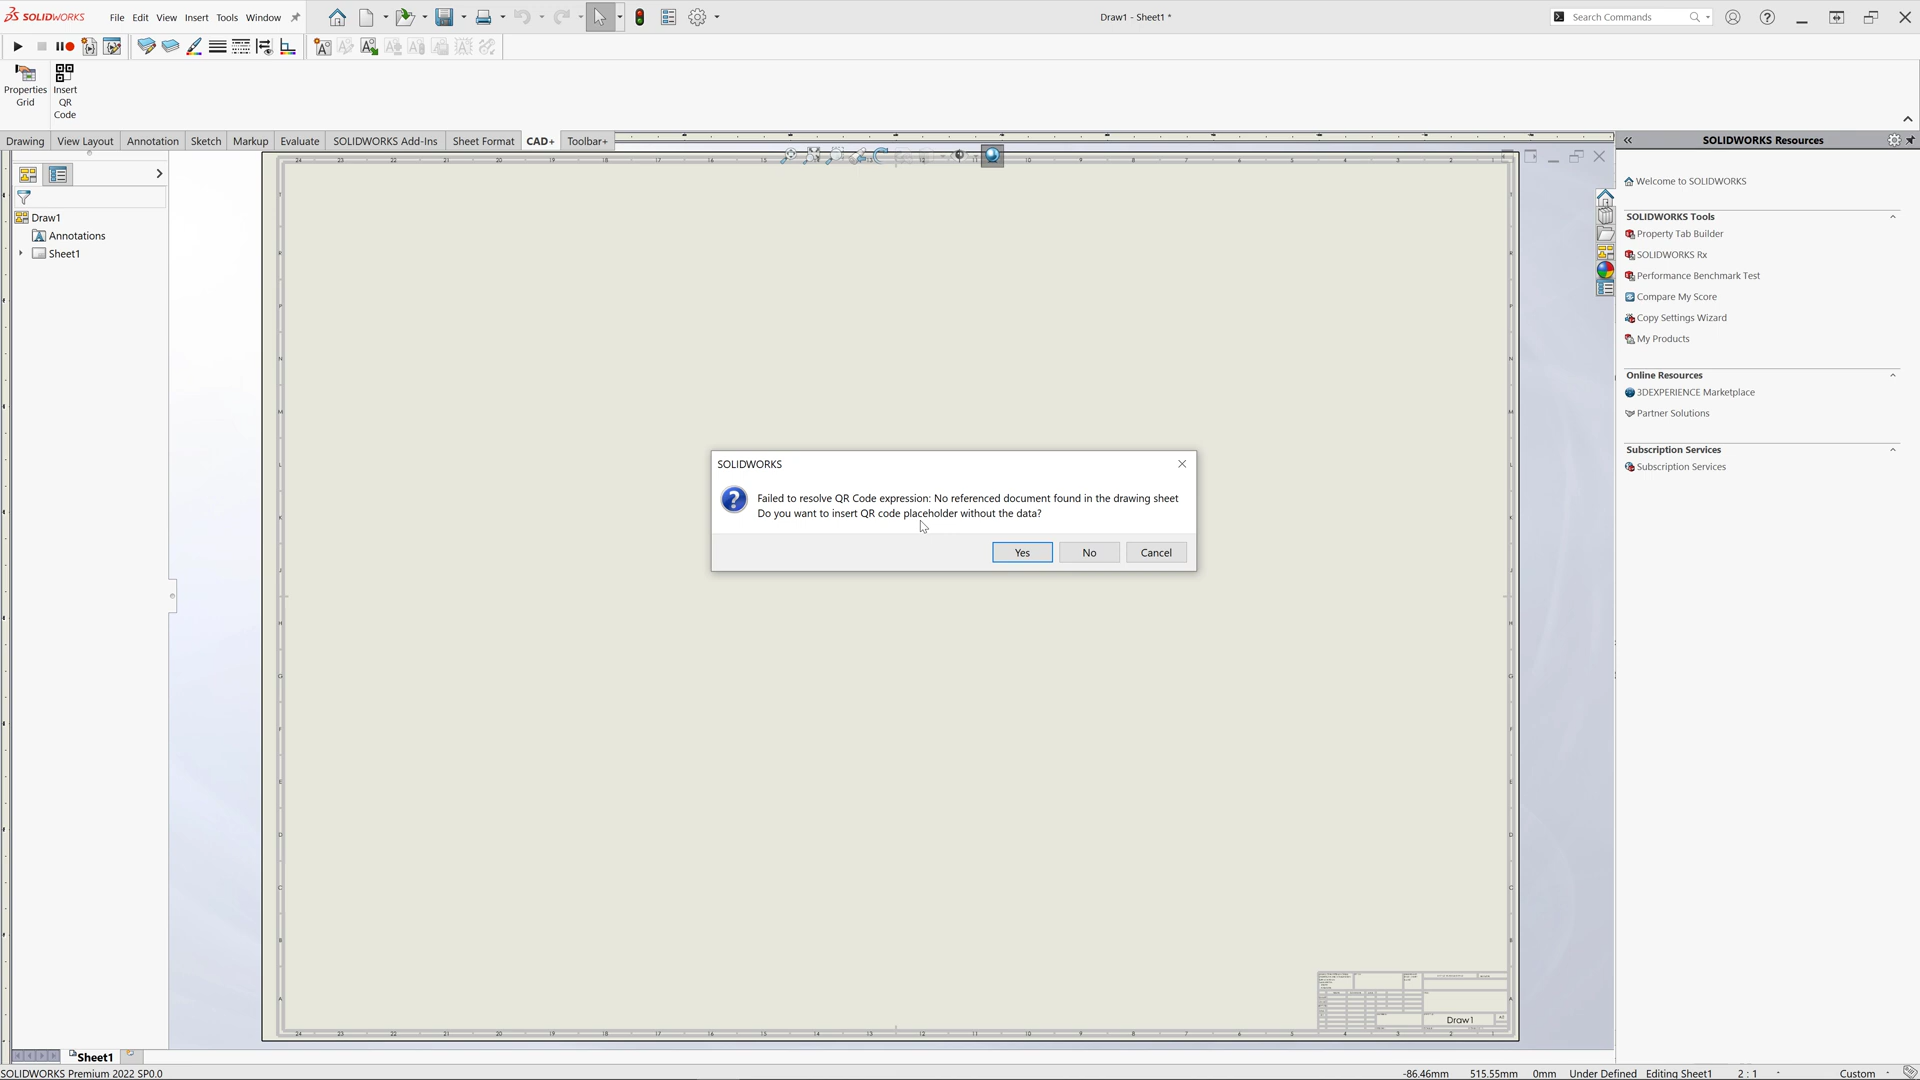 SOLIDWORKS
File Edit View Insert Tools Window
Draw1 - Sheet1 *
Search Commands
Properties Grid
Insert QR Code
Drawing View Layout Annotation Sketch Markup Evaluate SOLIDWORKS Add-Ins Sheet Format CAD+ Toolbar+
SOLIDWORKS Resources
Draw1
Annotations
Sheet1
Welcome to SOLIDWORKS
SOLIDWORKS Tools
Property Tab Builder
SOLIDWORKS Rx
Performance Benchmark Test
Compare My Score
Copy Settings Wizard
My Products
Online Resources
3DEXPERIENCE Marketplace
Partner Solutions
Subscription Services
Subscription Services
SOLIDWORKS
Failed to resolve QR Code expression: No referenced document found in the drawing sheet
Do you want to insert QR code placeholder without the data?
Yes No Cancel
Draw1
Sheet1
SOLIDWORKS Premium 2022 SP0.0
-86.46mm 515.55mm 0mm Under Defined Editing Sheet1 2 : 1 - Custom